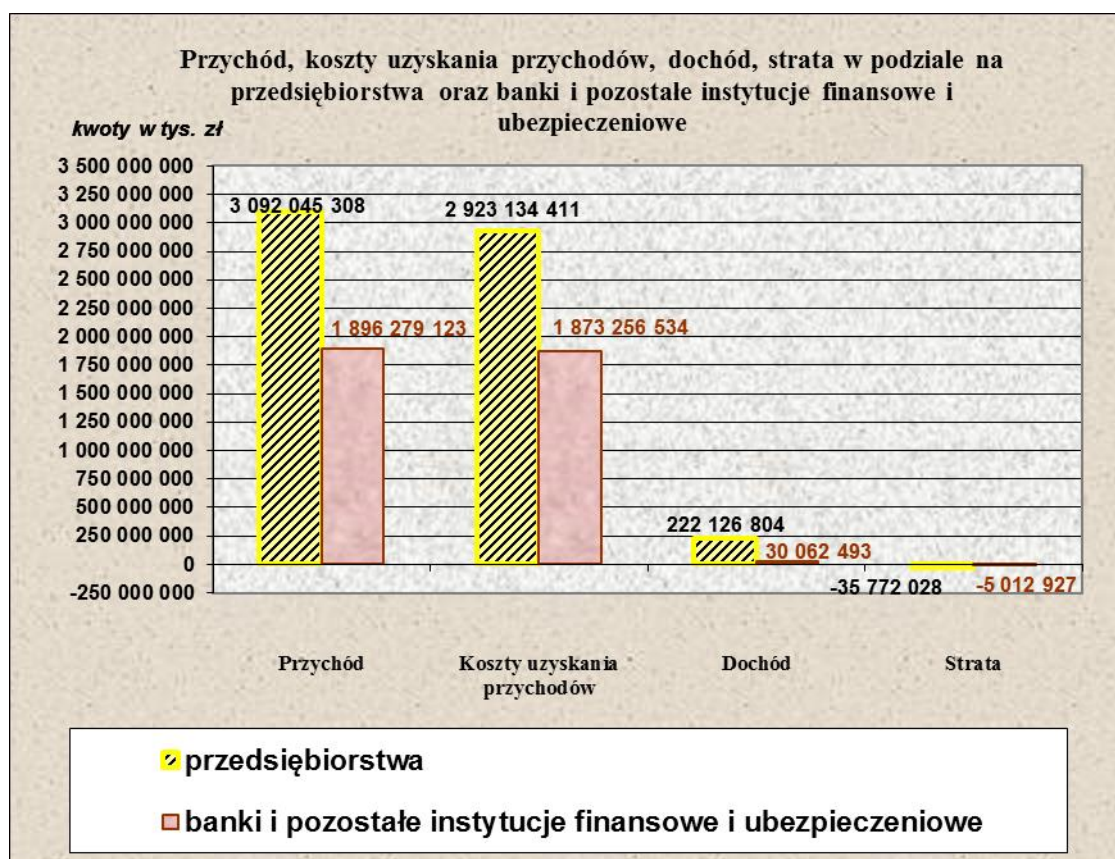 Przychód, koszty uzyskania przychodów, dochód, strata w podziale na
przedsiębiorstwa oraz banki i pozostałe instytucje finansowe i
ubezpieczeniowe
kwoty w tys. zł
3 500 000 000
3 250 000 000
3 000 000 000
2 750 000 000
2 500 000 000
2 250 000 000
2 000 000 000
1 750 000 000
1 500 000 000
1 250 000 000
1 000 000 000
750 000 000
500 000 000
250 000 000
0
-250 000 000
3 092 045 308
2 923 134 411
1 896 279 123
1 873 256 534
222 126 804
30 062 493
-35 772 028
-5 012 927
Przychód
Koszty uzyskania
przychodów
Dochód
Strata
przedsiębiorstwa
banki i pozostałe instytucje finansowe i ubezpieczeniowe